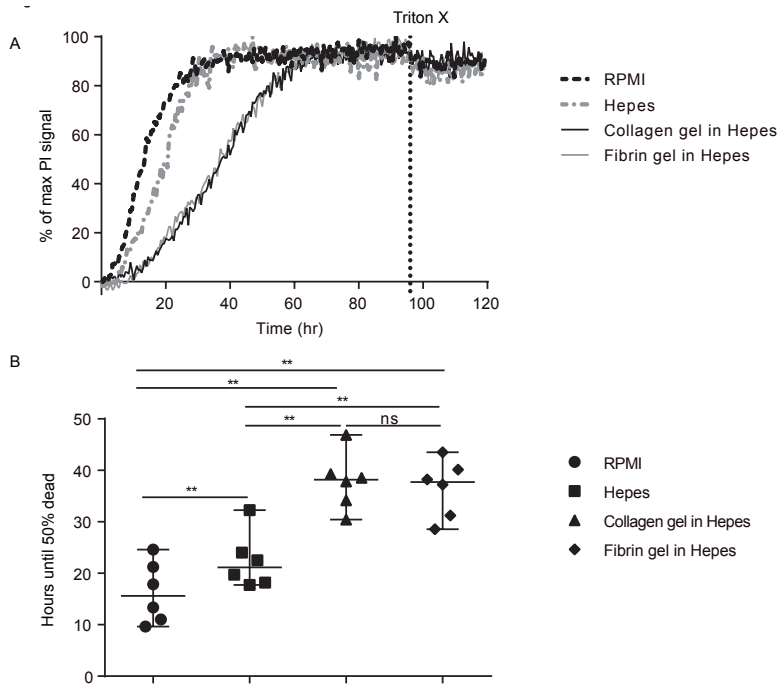 Triton X
A
100
80
60
40
20
0
% of max PI signal
20 40 60 80 100 120
Time (hr)
RPMI
Hepes
Collagen gel in Hepes
Fibrin gel in Hepes
B
**
**
**
** ns
**
50
40
30
20
10
0
Hours until 50% dead
RPMI
Hepes
Collagen gel in Hepes
Fibrin gel in Hepes